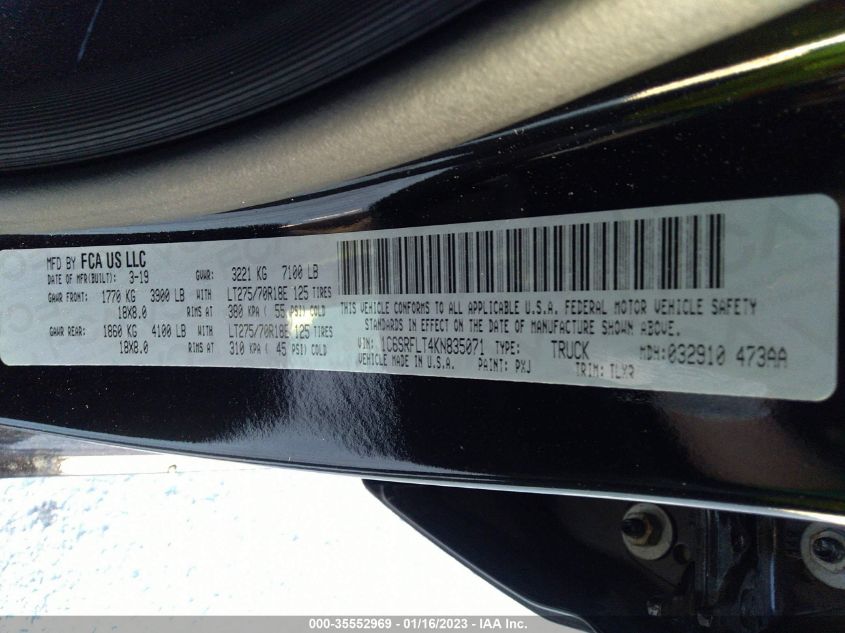 MFD BY FCA US LLC
DATE OF MFR(BUILT): 3-19 GVWR: 3221 KG 7100 LB
GAWR FRONT: 1770 KG 3900 LB WITH LT275/70R18E 125 TIRES
18X8.0 RIMS AT 380 KPA ( 55 PSI) COLD
GAWR REAR: 1860 KG 4100 LB WITH LT275/70R18E 125 TIRES
18X8.0 RIMS AT 310 KPA ( 45 PSI) COLD
THIS VEHICLE CONFORMS TO ALL APPLICABLE U.S.A. FEDERAL MOTOR VEHICLE SAFETY
STANDARDS IN EFFECT ON THE DATE OF MANUFACTURE SHOWN ABOVE.
VIN: 1C6SRFLT4KN835071 TYPE: TRUCK MDH: 032910 473AA
VEHICLE MADE IN U.S.A. PAINT: PXJ TRIM: TLXR
000-35552969 - 01/16/2023 - IAA Inc.